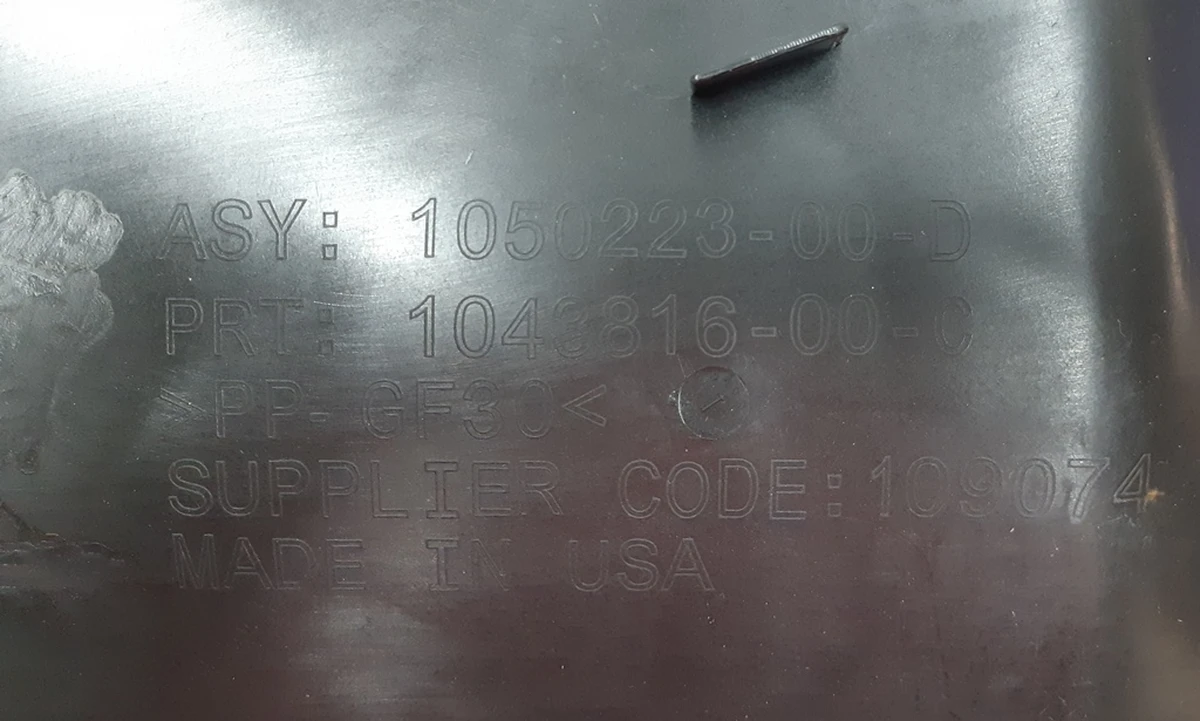 ASY: 1050223-00-D
PRT: 1043816-00-C
>PP-GF30<
SUPPLIER CODE:109074
MADE IN USA